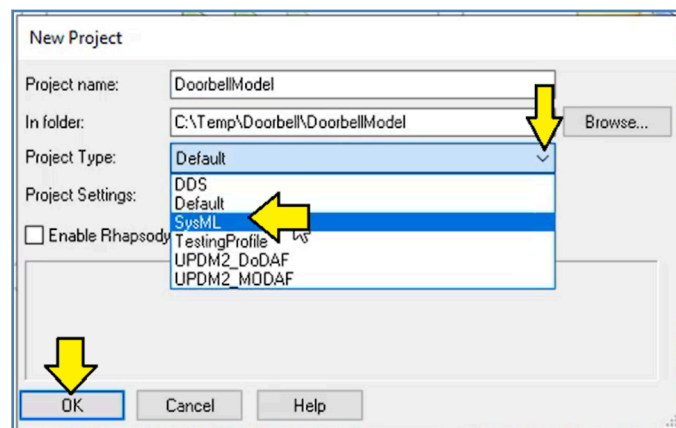 New Project
Project name: DoorbellModel
In folder: C:\Temp\Doorbell\DoorbellModel Browse...
Project Type: Default
DDS
Project Settings: Default
SysML
Enable Rhapsody TestingProfile
UPDM2_DoDAF
UPDM2_MODAF
OK Cancel Help